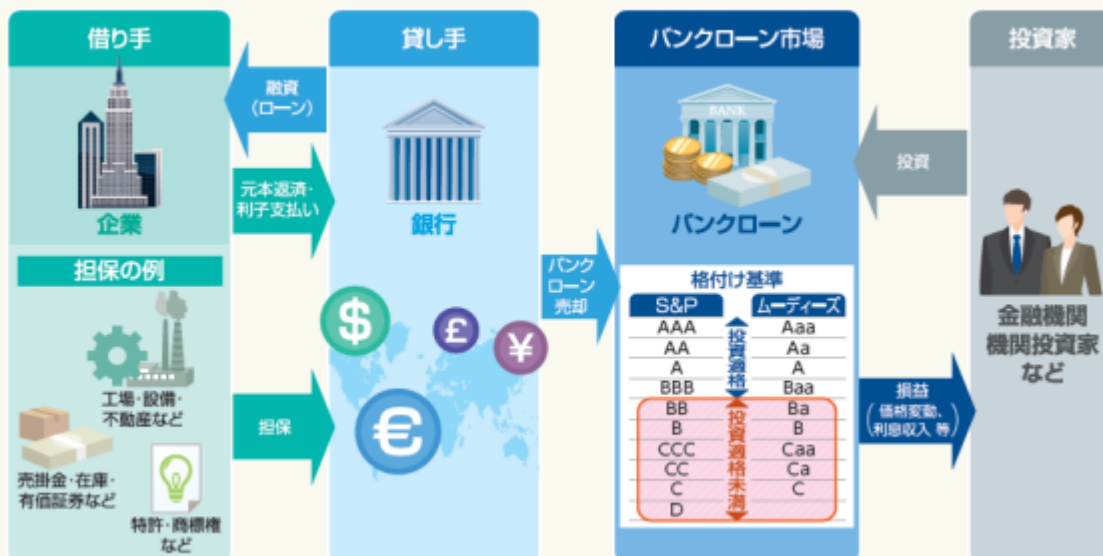 借り手
企業
担保の例
工場・設備・
不動産など
売掛金・在庫・
有価証券など
特許・商標権
など
融資
(ローン)
元本返済・
利子支払い
担保
貸し手
銀行
$
£
¥
€
バンク
ローン
売却
バンクローン市場
BANK
バンクローン
格付け基準
S&P
ムーディーズ
AAA
Aaa
AA
Aa
A
A
BBB
Baa
投資適格
BB
Ba
B
B
CCC
Caa
CC
Ca
C
C
D
投資適格未満
投資
損益
(価格変動、
利息収入 等)
投資家
金融機関
機関投資家
など